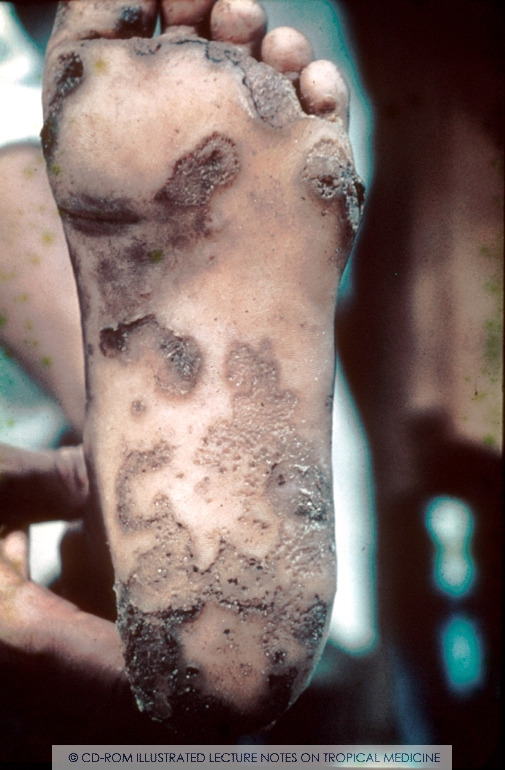 @ CD-ROM ILLUSTRATED LECTURE NOTES ON TROPICAL MEDICINE